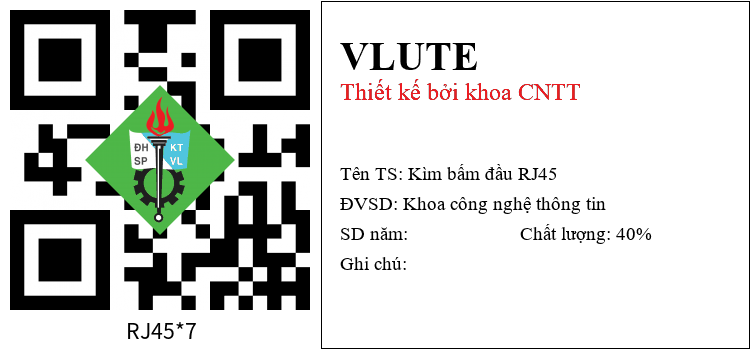 ĐH KT
SP VL
RJ45*7
VLUTE
Thiết kế bởi khoa CNTT
Tên TS: Kìm bấm đầu RJ45
ĐVSD: Khoa công nghệ thông tin
SD năm: Chất lượng: 40%
Ghi chú: